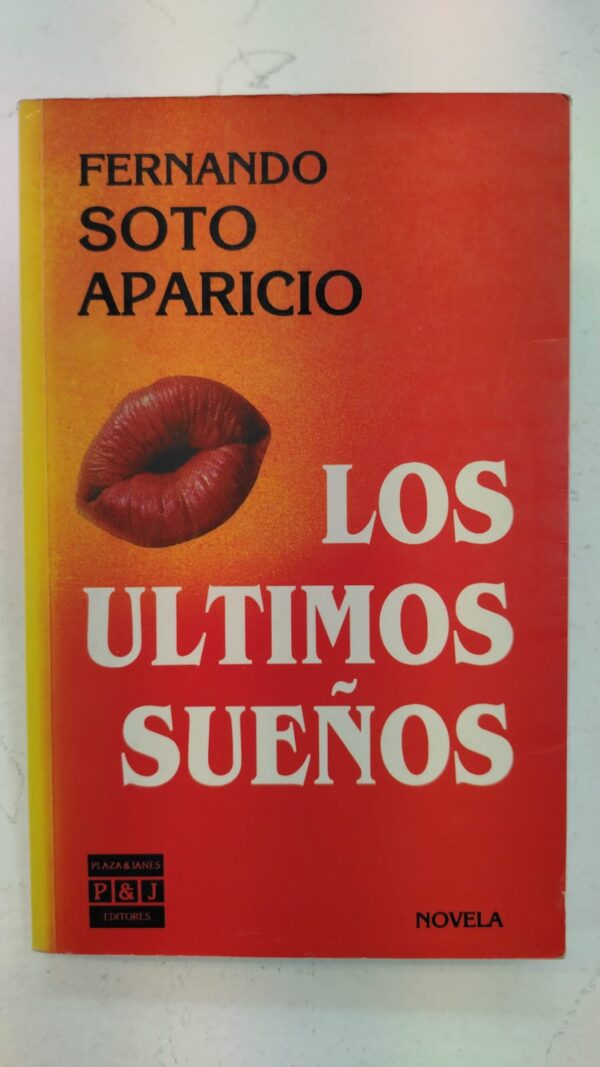 FERNANDO
SOTO
APARICIO
LOS
ULTIMOS
SUEÑOS
PLAZA & JANES
P & J
EDITORES
NOVELA